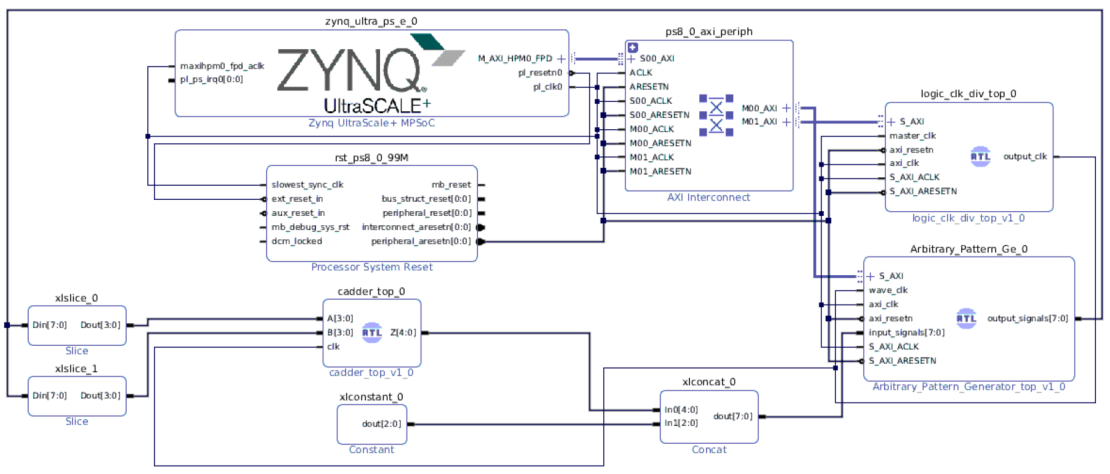 zynq_ultra_ps_e_0
maxihpm0_fpd_aclk
pl_ps_irq0[0:0]
ZYNQ
UltraSCALE+
M_AXI_HPM0_FPD
pl_resetn0
pl_clk0
Zynq UltraScale+ MPSoC
ps8_0_axi_periph
S00_AXI
ACLK
ARESETN
S00_ACLK
S00_ARESETN
M00_ACLK
M00_ARESETN
M01_ACLK
M01_ARESETN
M00_AXI
M01_AXI
AXI Interconnect
logic_clk_div_top_0
S_AXI
master_clk
axi_resetn
axi_clk
S_AXI_ACLK
S_AXI_ARESETN
RTL
output_clk
logic_clk_div_top_v1_0
rst_ps8_0_99M
slowest_sync_clk
ext_reset_in
aux_reset_in
mb_debug_sys_rst
dcm_locked
mb_reset
bus_struct_reset[0:0]
peripheral_reset[0:0]
interconnect_aresetn[0:0]
peripheral_aresetn[0:0]
Processor System Reset
Arbitrary_Pattern_Ge_0
S_AXI
wave_clk
axi_clk
axi_resetn
input_signals[7:0]
S_AXI_ACLK
S_AXI_ARESETN
RTL
output_signals[7:0]
Arbitrary_Pattern_Generator_top_v1_0
xlslice_0
Din[7:0]
Dout[3:0]
Slice
xlslice_1
Din[7:0]
Dout[3:0]
Slice
cadder_top_0
A[3:0]
B[3:0]
clk
RTL
Z[4:0]
cadder_top_v1_0
xlconstant_0
dout[2:0]
Constant
xlconcat_0
In0[4:0]
In1[2:0]
dout[7:0]
Concat